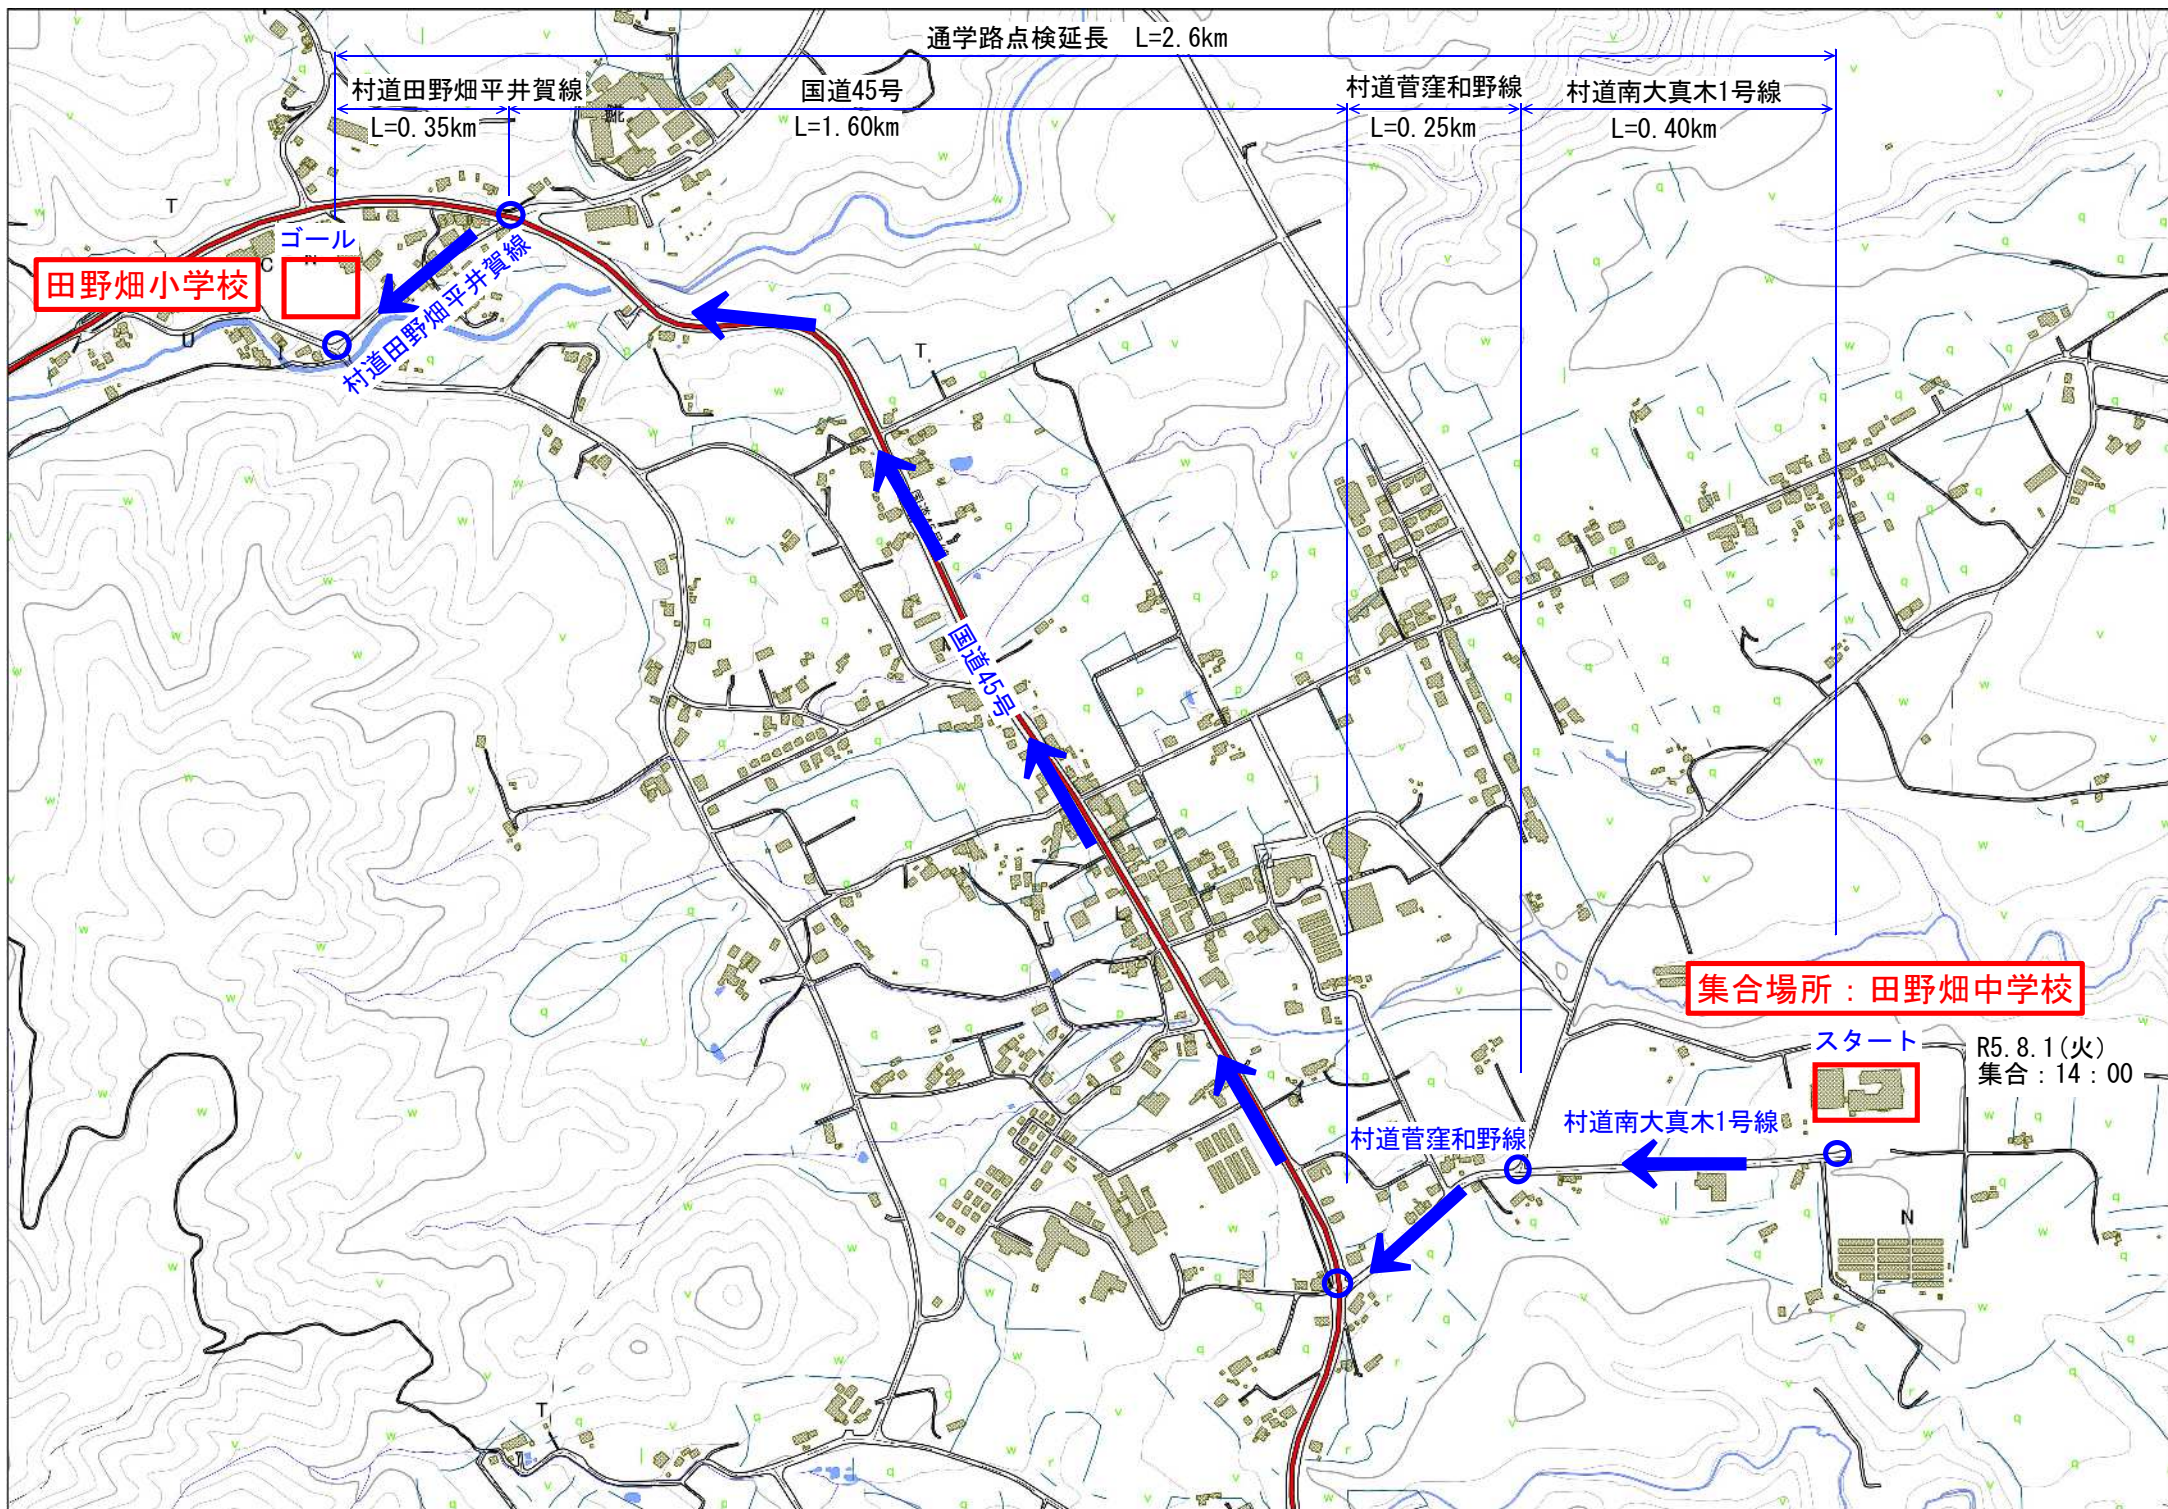 通学路点検延長 L=2.6km
村道田野畑平井賀線
L=0.35km
国道45号
L=1.60km
村道菅窪和野線
L=0.25km
村道南大真木1号線
L=0.40km
ゴール
田野畑小学校
村道田野畑平井賀線
国道45号
集合場所：田野畑中学校
スタート
R5.8.1(火)
集合：14：00
村道菅窪和野線
村道南大真木1号線